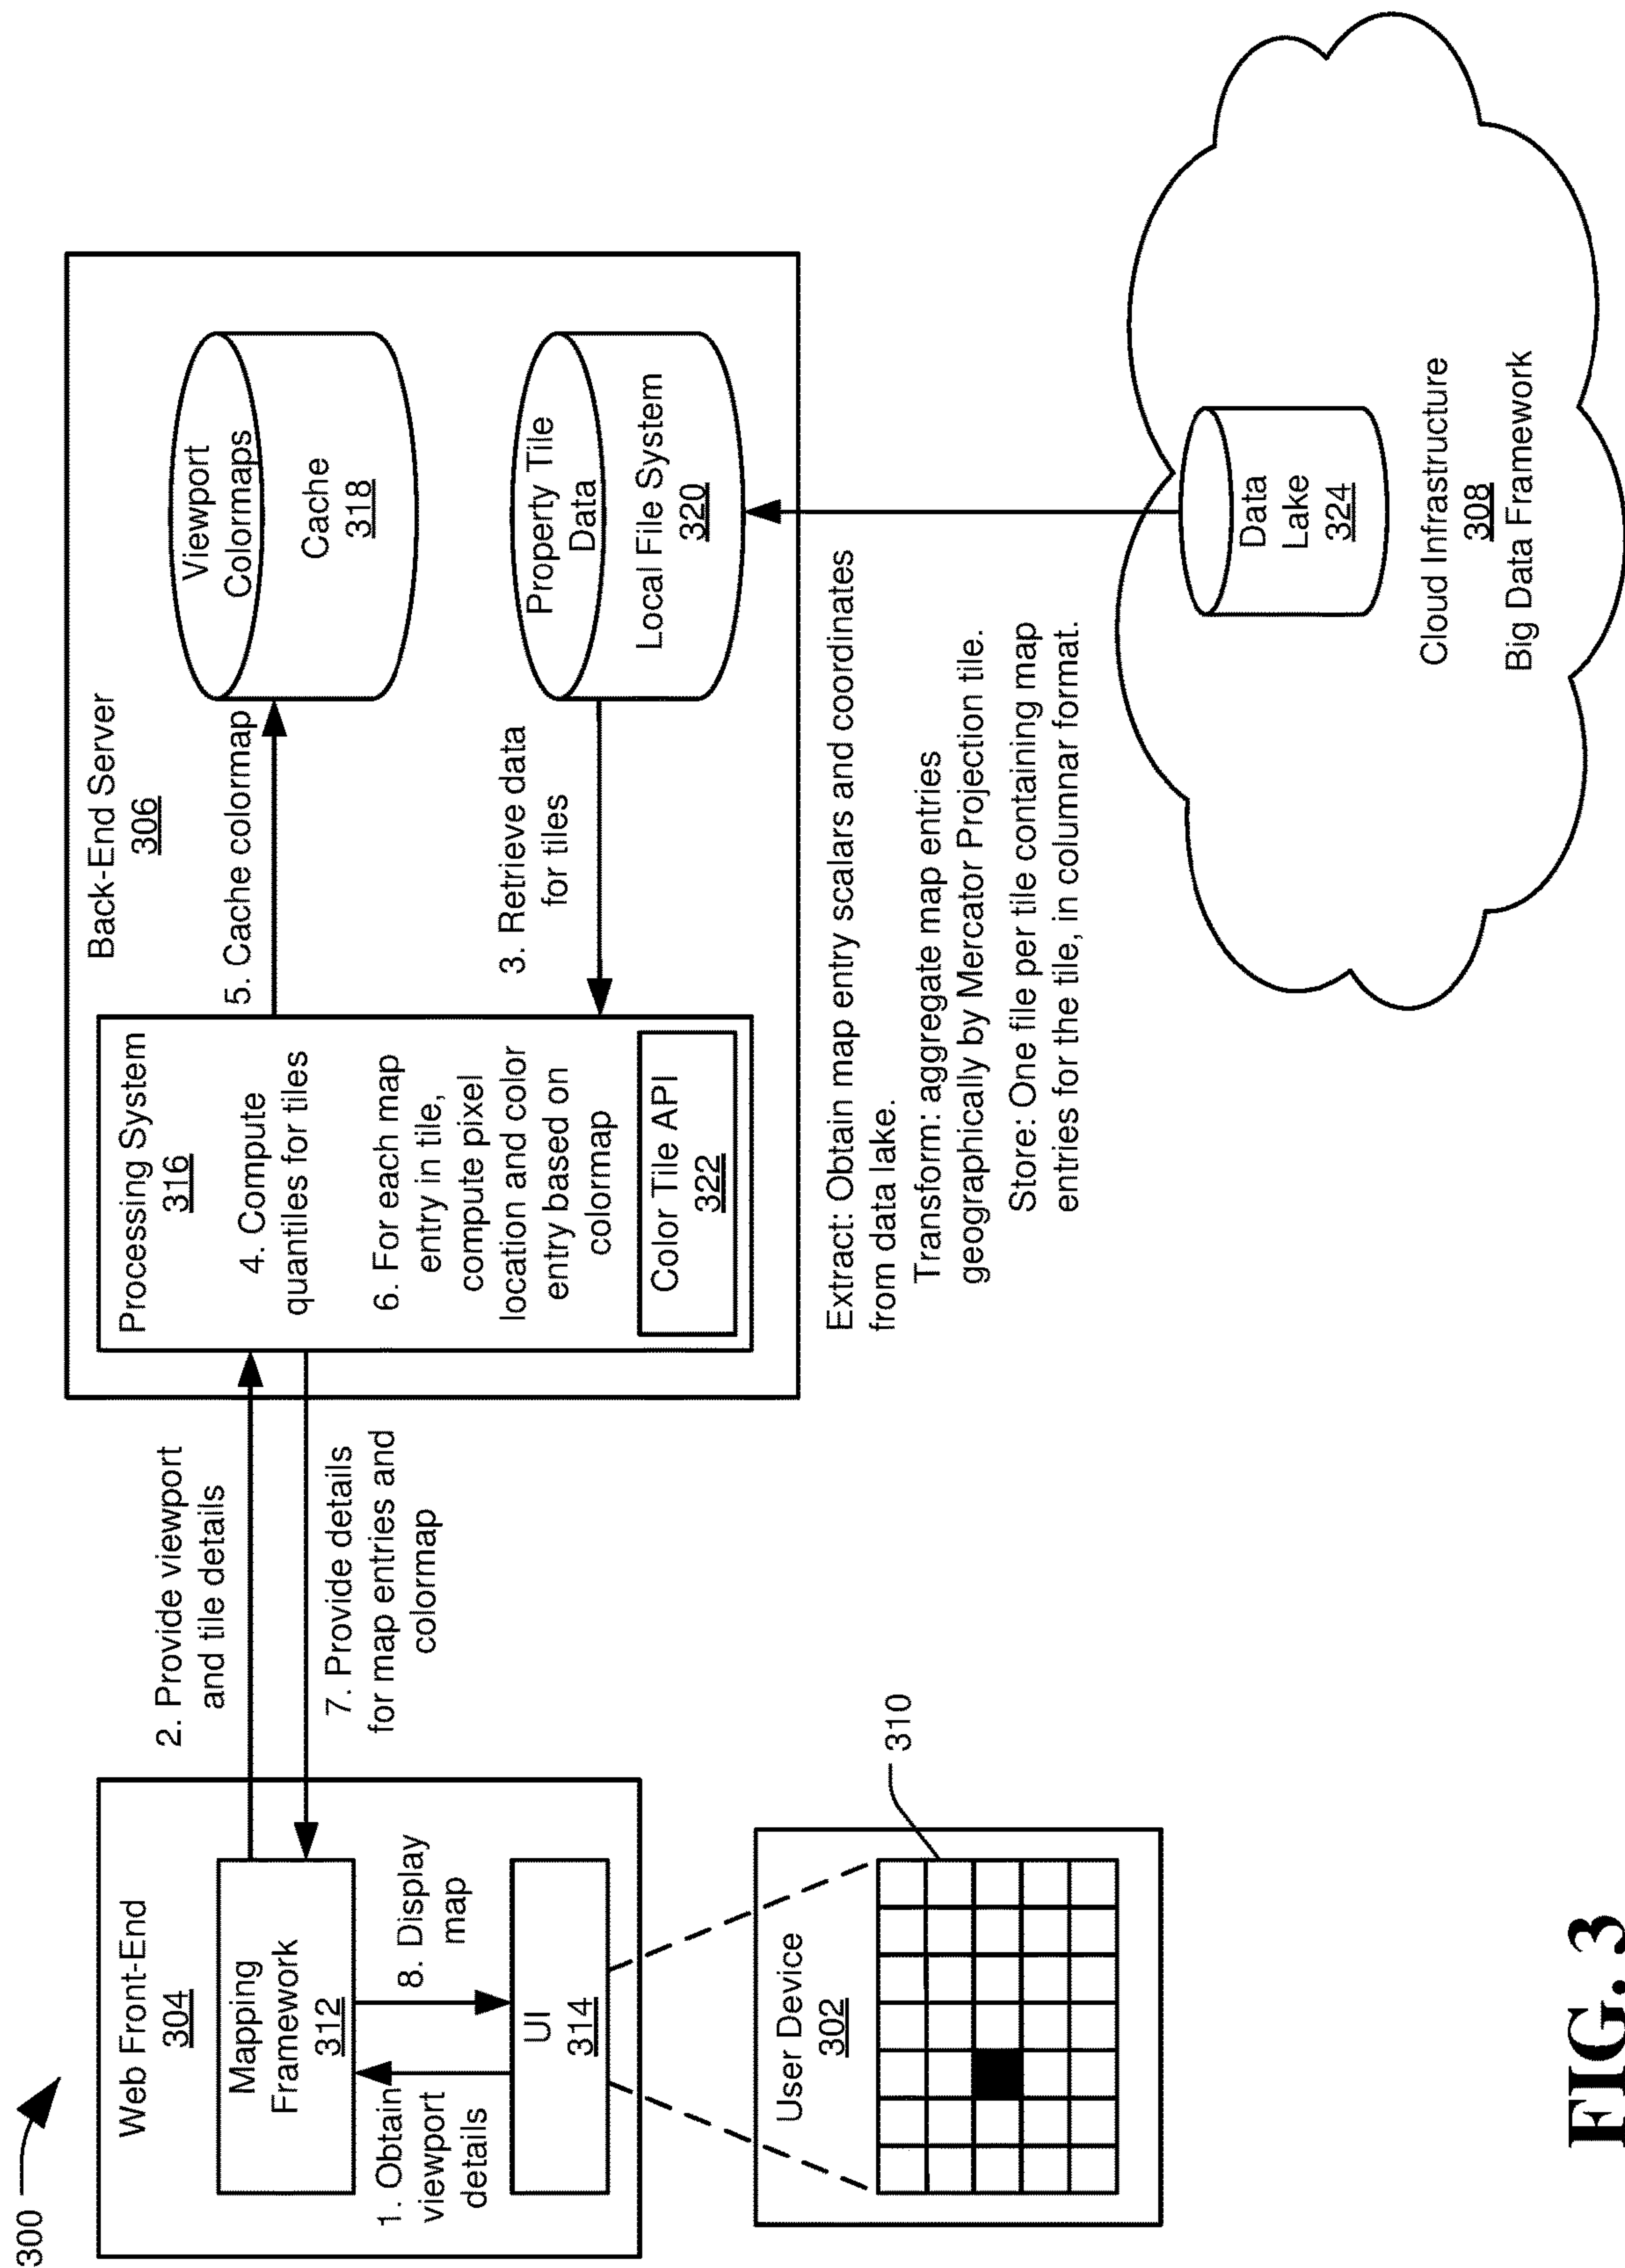 300
Web Front-End
304
Mapping
Framework
312
1. Obtain
viewport
details
8. Display
map
UI
314
User Device
302
310
2. Provide viewport
and tile details
7. Provide details
for map entries and
colormap
Back-End Server
306
Processing System
316
4. Compute
quantiles for tiles
6. For each map
entry in tile,
compute pixel
location and color
entry based on
colormap
Color Tile API
322
5. Cache colormap
3. Retrieve data
for tiles
Viewport
Colormaps
Cache
318
Property Tile
Data
Local File System
320
Extract: Obtain map entry scalars and coordinates
from data lake.
Transform: aggregate map entries
geographically by Mercator Projection tile.
Store: One file per tile containing map
entries for the tile, in columnar format.
Data
Lake
324
Cloud Infrastructure
308
Big Data Framework
FIG. 3